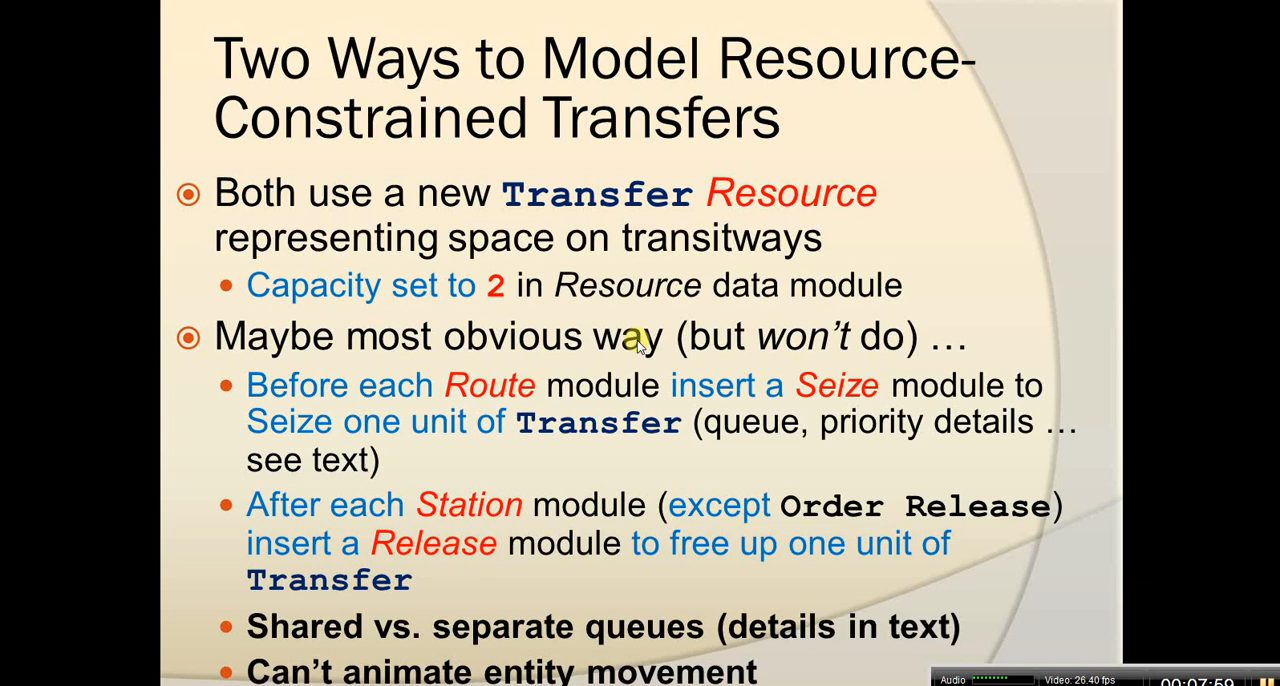 Two Ways to Model Resource-
Constrained Transfers
Both use a new Transfer Resource
representing space on transitways
Capacity set to 2 in Resource data module
Maybe most obvious way (but won't do) …
Before each Route module insert a Seize module to
Seize one unit of Transfer (queue, priority details …
see text)
After each Station module (except Order Release)
insert a Release module to free up one unit of
Transfer
Shared vs. separate queues (details in text)
Can't animate entity movement
Audio Video: 26.40 fps 00:07:59